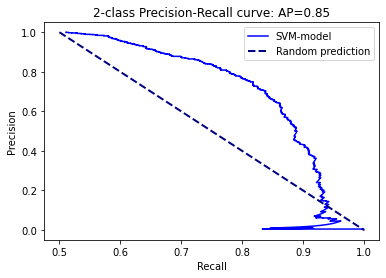 2-class Precision-Recall curve: AP=0.85
SVM-model
Random prediction
Precision
1.0
0.8
0.6
0.4
0.2
0.0
0.5 0.6 0.7 0.8 0.9 1.0
Recall